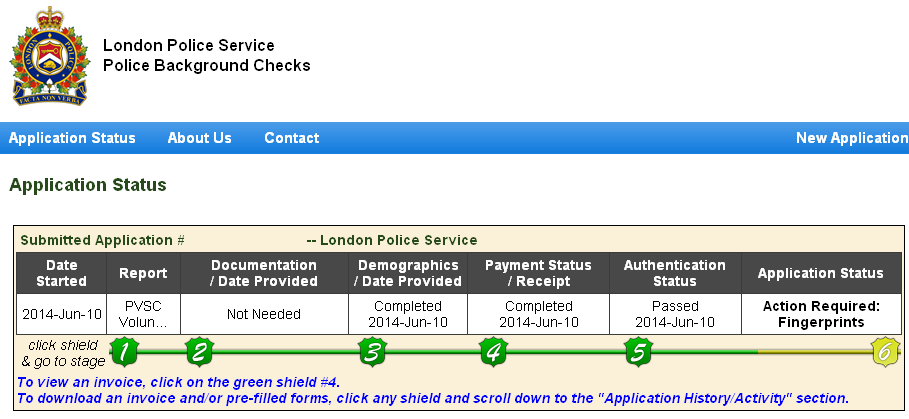 London Police Service
Police Background Checks
LONDON POLICE
FACTA NON VERBA
Application Status About Us Contact New Application
Application Status
Submitted Application # -- London Police Service
Date Started Report Documentation / Date Provided Demographics / Date Provided Payment Status / Receipt Authentication Status Application Status
2014-Jun-10 PVSC Volun... Not Needed Completed 2014-Jun-10 Completed 2014-Jun-10 Passed 2014-Jun-10 Action Required: Fingerprints
click shield & go to stage 1 2 3 4 5 6
To view an invoice, click on the green shield #4.
To download an invoice and/or pre-filled forms, click any shield and scroll down to the "Application History/Activity" section.